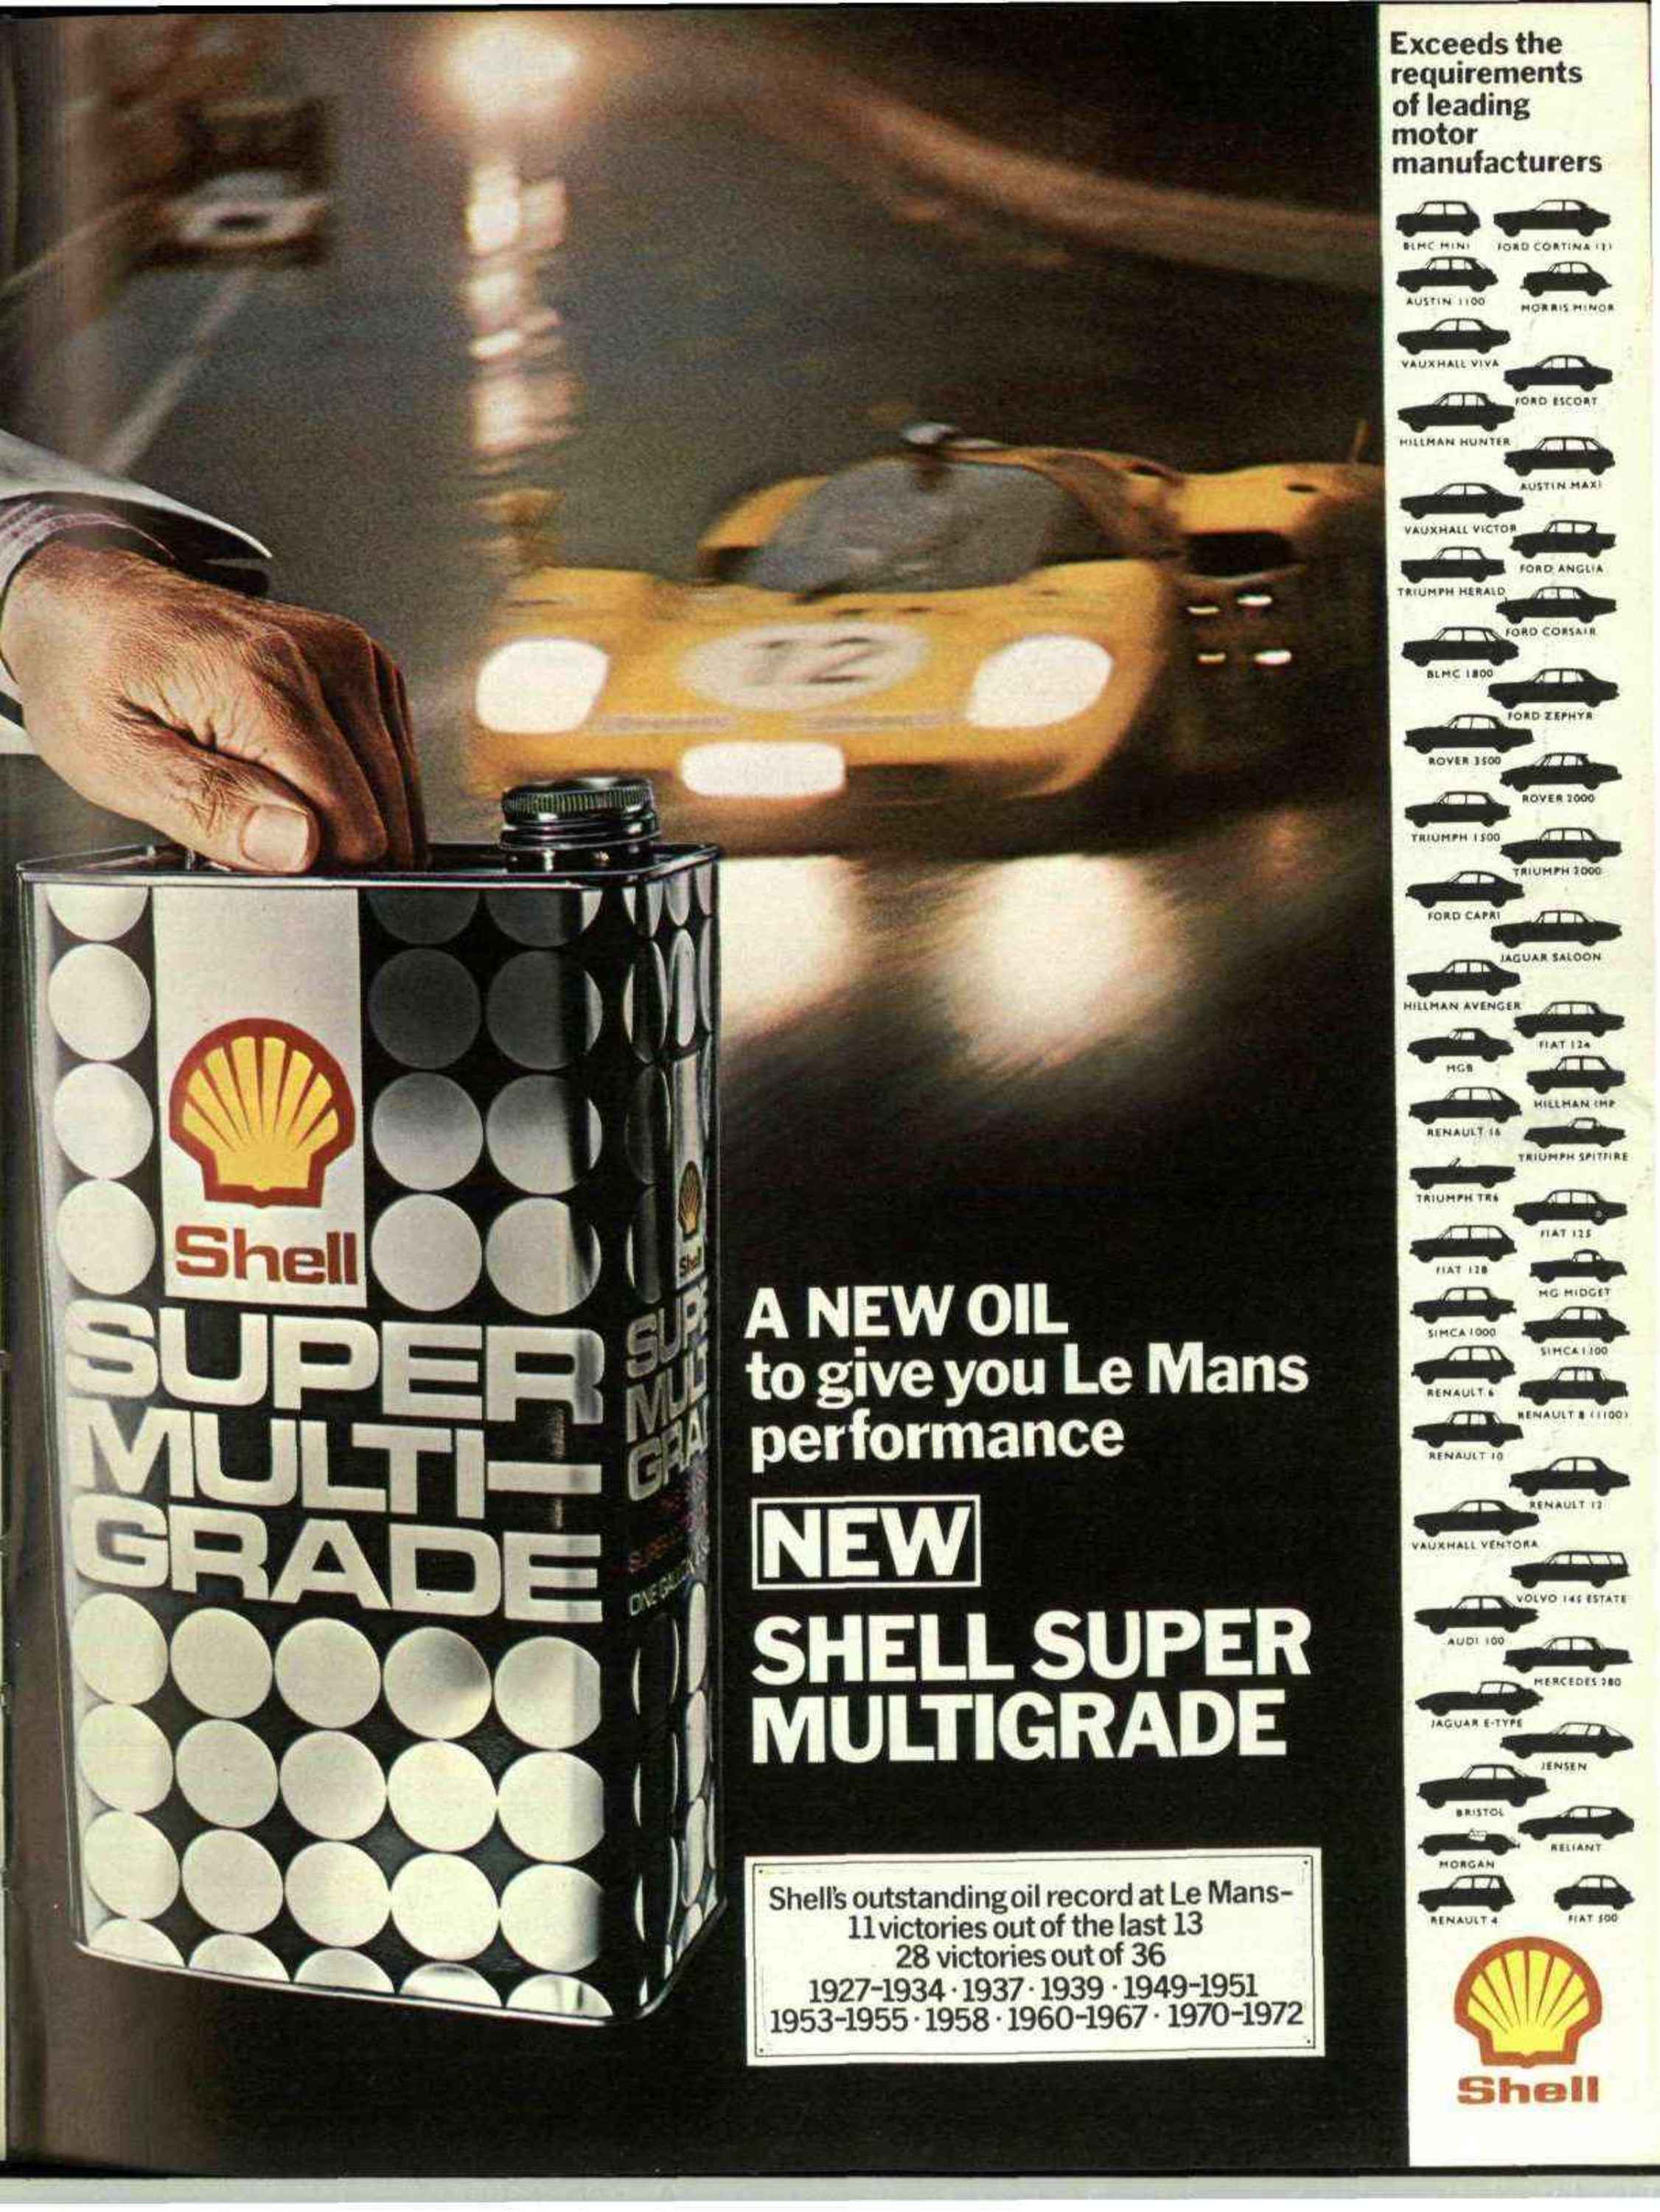 Exceeds the
requirements
of leading
motor
manufacturers
BLMC MINI
FORD CORTINA
AUSTIN 1100
MORRIS MINOR
VAUXHALL VIVA
FORD ESCORT
HILLMAN HUNTER
AUSTIN MAXI
VAUXHALL VICTOR
FORD ANGLIA
TRIUMPH HERALD
FORD CORSAIR
BLMC 1800
FORD ZEPHYR
ROVER 3500
ROVER 2000
TRIUMPH 1500
TRIUMPH 2000
FORD CAPRI
JAGUAR SALOON
HILLMAN AVENGER
FIAT 124
MGB
HILLMAN IMP
RENAULT 16
TRIUMPH SPITFIRE
TRIUMPH TR6
FIAT 125
FIAT 128
MG MIDGET
SIMCA 1000
SIMCA 1100
RENAULT 6
RENAULT 8 (1100)
RENAULT 10
RENAULT 12
VAUXHALL VENTORA
VOLVO 145 ESTATE
AUDI 100
MERCEDES 280
JAGUAR E-TYPE
JENSEN
BRISTOL
RELIANT
MORGAN
RENAULT 4
FIAT 500
Shell
12
Shell
SUPER
MULTI-
GRADE
Shell
SUPE
MULT
GRA
ONE GAL
A NEW OIL
to give you Le Mans
performance
NEW
SHELL SUPER
MULTIGRADE
Shell's outstanding oil record at Le Mans-
11 victories out of the last 13
28 victories out of 36
1927-1934 · 1937 · 1939 · 1949-1951
1953-1955 · 1958 · 1960-1967 · 1970-1972